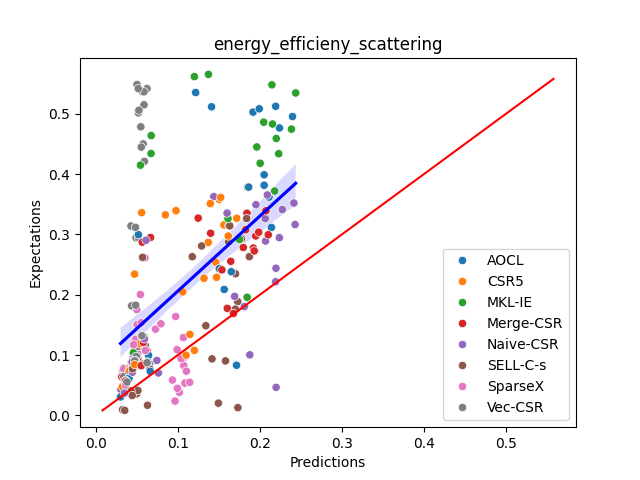 energy_efficieny_scattering
Expectations
0.5
0.4
0.3
0.2
0.1
0.0
0.0 0.1 0.2 0.3 0.4 0.5
Predictions
AOCL
CSR5
MKL-IE
Merge-CSR
Naive-CSR
SELL-C-s
SparseX
Vec-CSR